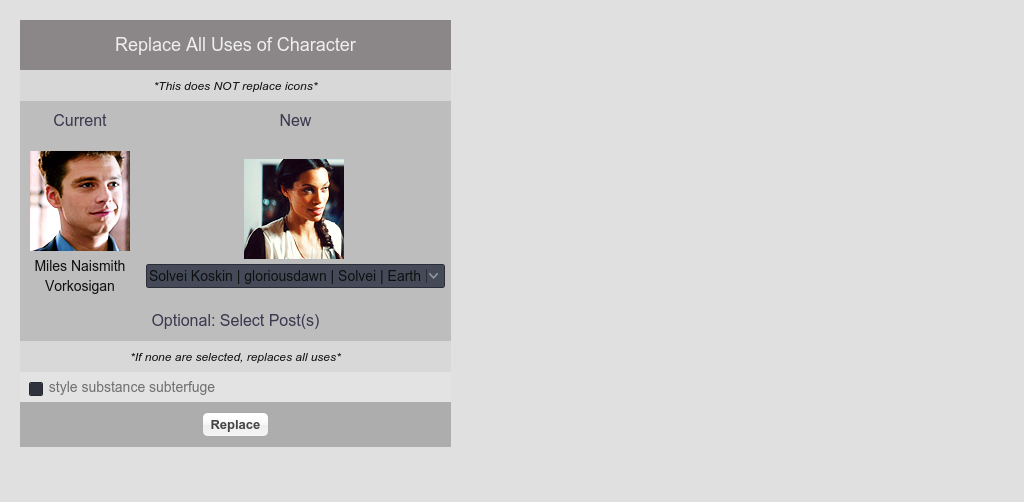 Replace All Uses of Character
*This does NOT replace icons*
Current
New
Miles Naismith
Vorkosigan
Solvei Koskin | gloriousdawn | Solvei | Earth |
Optional: Select Post(s)
*If none are selected, replaces all uses*
style substance subterfuge
Replace